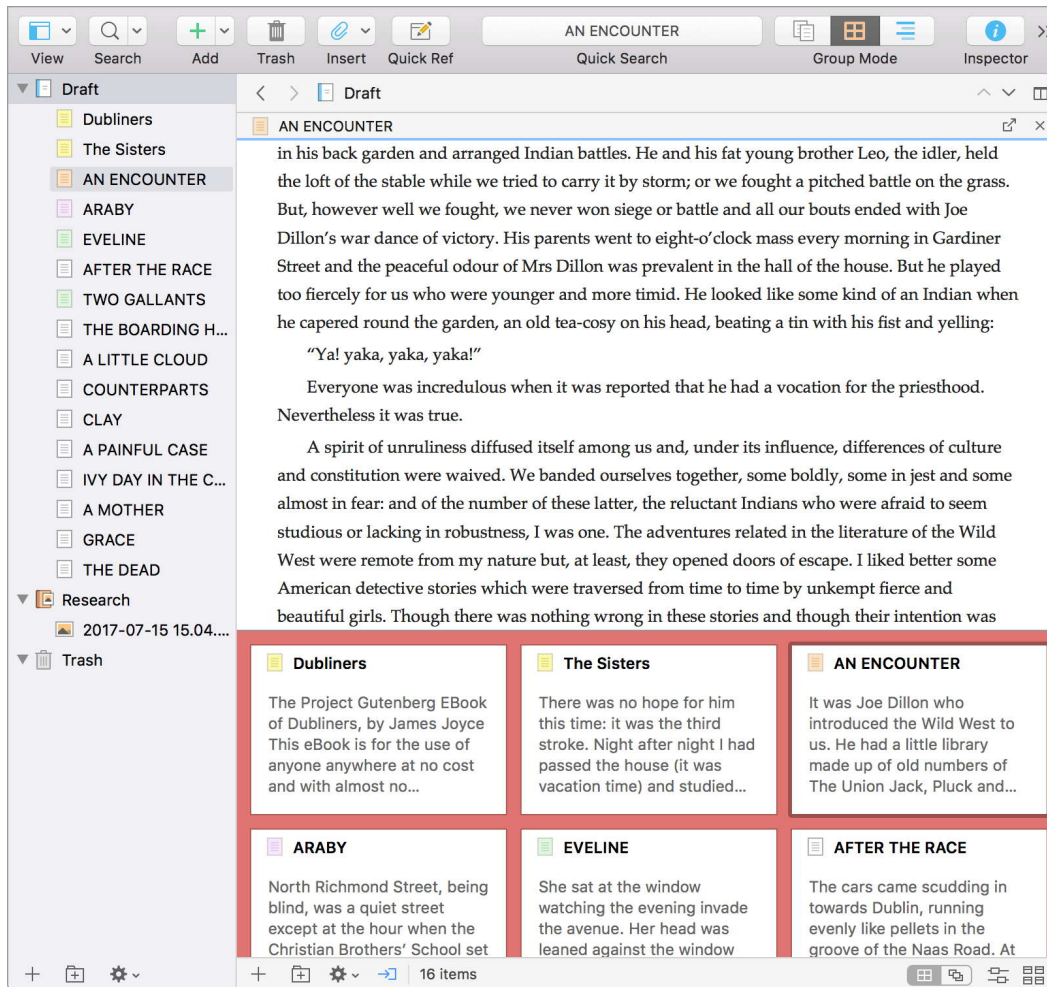 View
Search
Add
Trash
Insert
Quick Ref
AN ENCOUNTER
Quick Search
Group Mode
Inspector
Draft
Dubliners
The Sisters
AN ENCOUNTER
ARABY
EVELINE
AFTER THE RACE
TWO GALLANTS
THE BOARDING H...
A LITTLE CLOUD
COUNTERPARTS
CLAY
A PAINFUL CASE
IVY DAY IN THE C...
A MOTHER
GRACE
THE DEAD
Research
2017-07-15 15.04....
Trash
Draft
AN ENCOUNTER
in his back garden and arranged Indian battles. He and his fat young brother Leo, the idler, held
the loft of the stable while we tried to carry it by storm; or we fought a pitched battle on the grass.
But, however well we fought, we never won siege or battle and all our bouts ended with Joe
Dillon’s war dance of victory. His parents went to eight-o’clock mass every morning in Gardiner
Street and the peaceful odour of Mrs Dillon was prevalent in the hall of the house. But he played
too fiercely for us who were younger and more timid. He looked like some kind of an Indian when
he capered round the garden, an old tea-cosy on his head, beating a tin with his fist and yelling:
“Ya! yaka, yaka, yaka!”
Everyone was incredulous when it was reported that he had a vocation for the priesthood.
Nevertheless it was true.
A spirit of unruliness diffused itself among us and, under its influence, differences of culture
and constitution were waived. We banded ourselves together, some boldly, some in jest and some
almost in fear: and of the number of these latter, the reluctant Indians who were afraid to seem
studious or lacking in robustness, I was one. The adventures related in the literature of the Wild
West were remote from my nature but, at least, they opened doors of escape. I liked better some
American detective stories which were traversed from time to time by unkempt fierce and
beautiful girls. Though there was nothing wrong in these stories and though their intention was
Dubliners
The Project Gutenberg EBook
of Dubliners, by James Joyce
This eBook is for the use of
anyone anywhere at no cost
and with almost no...
The Sisters
There was no hope for him
this time: it was the third
stroke. Night after night I had
passed the house (it was
vacation time) and studied...
AN ENCOUNTER
It was Joe Dillon who
introduced the Wild West to
us. He had a little library
made up of old numbers of
The Union Jack, Pluck and...
ARABY
North Richmond Street, being
blind, was a quiet street
except at the hour when the
Christian Brothers’ School set
EVELINE
She sat at the window
watching the evening invade
the avenue. Her head was
leaned against the window
AFTER THE RACE
The cars came scudding in
towards Dublin, running
evenly like pellets in the
groove of the Naas Road. At
16 items